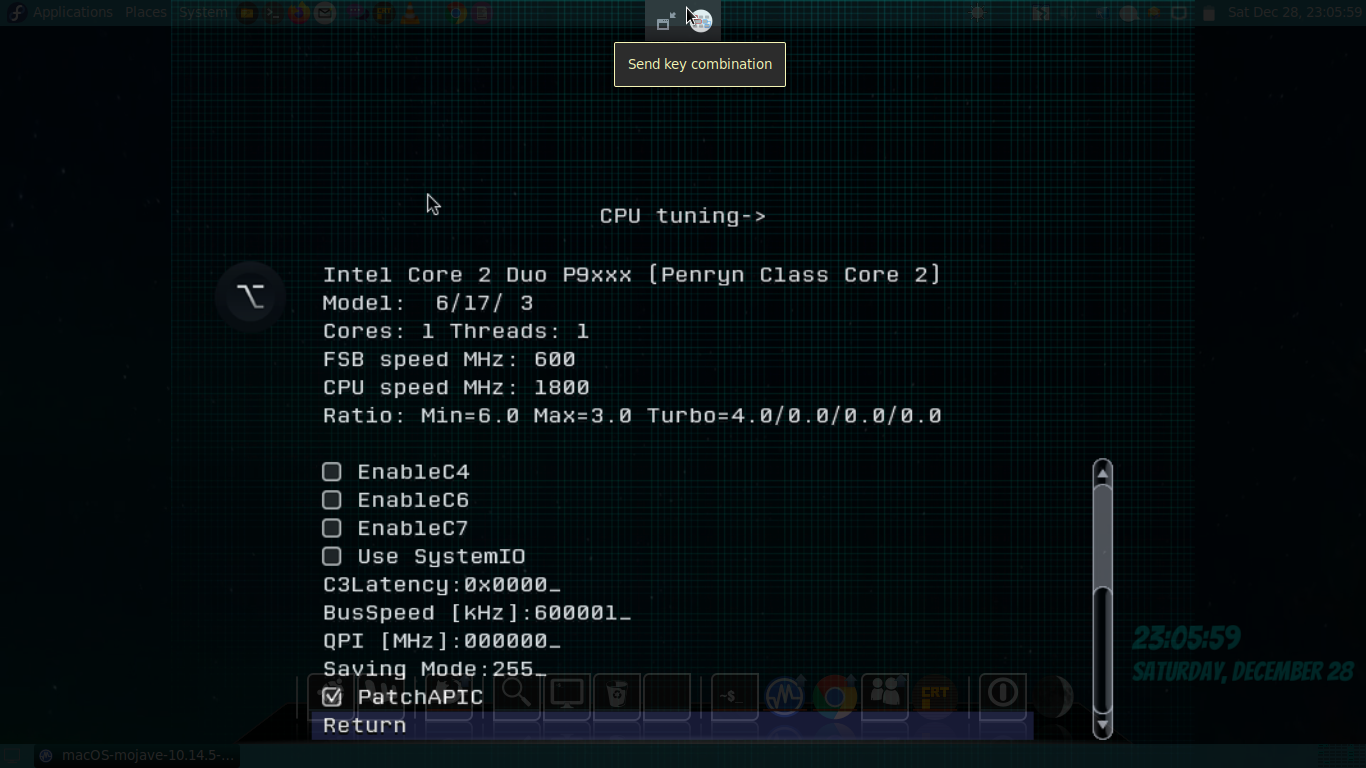 Applications Places System
Sat Dec 28, 23:05:59
Send key combination
CPU tuning->
Intel Core 2 Duo P9xxx [Penryn Class Core 2]
Model:  6/17/ 3
Cores: 1 Threads: 1
FSB speed MHz: 600
CPU speed MHz: 1800
Ratio: Min=6.0 Max=3.0 Turbo=4.0/0.0/0.0/0.0
EnableC4
EnableC6
EnableC7
Use SystemIO
C3Latency:0x0000_
BusSpeed [kHz]:600001_
QPI [MHz]:000000_
Saving Mode:255_
PatchAPIC
Return
23:05:59
SATURDAY, DECEMBER 28
~$_
CRT
macOS-mojave-10.14.5-...